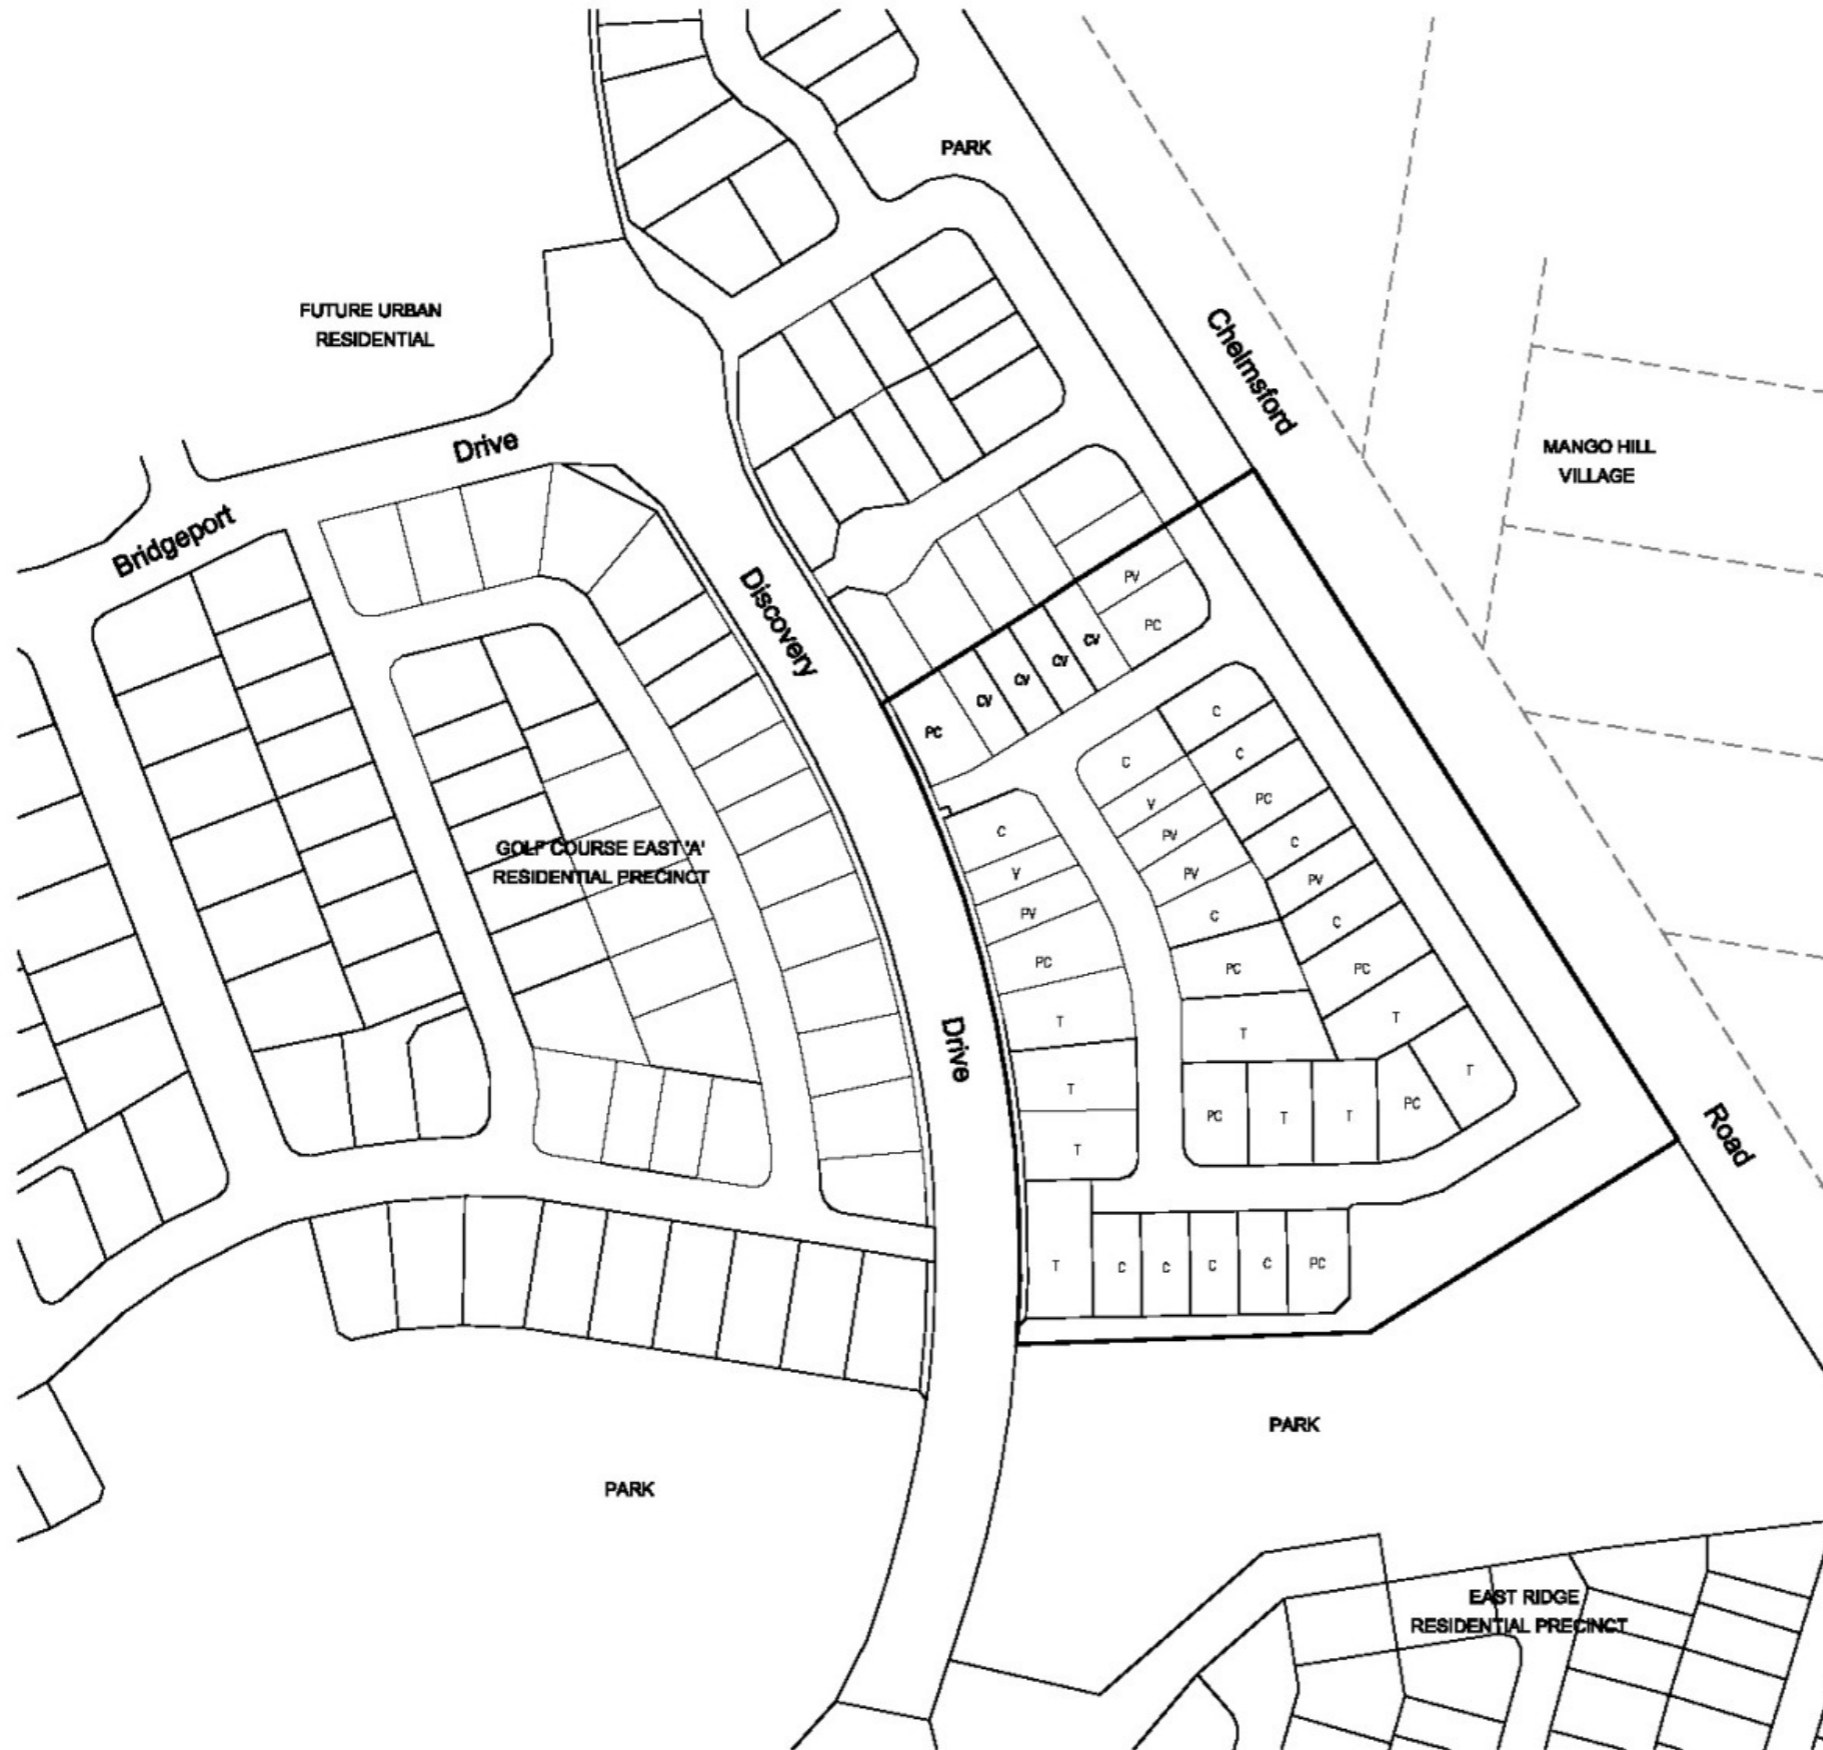 PARK
FUTURE URBAN
RESIDENTIAL
Chelmsford
Drive
MANGO HILL
VILLAGE
Bridgeport
Discovery
PV
PC
CV
CV
CV
CV
PC
C
C
C
PC
C
PV
C
PC
T
T
V
PV
PV
C
PC
T
C
V
PV
PC
T
T
T
GOLF COURSE EAST 'A'
RESIDENTIAL PRECINCT
Drive
PC
T
T
PC
Road
T
C
C
C
C
PC
PARK
PARK
EAST RIDGE
RESIDENTIAL PRECINCT